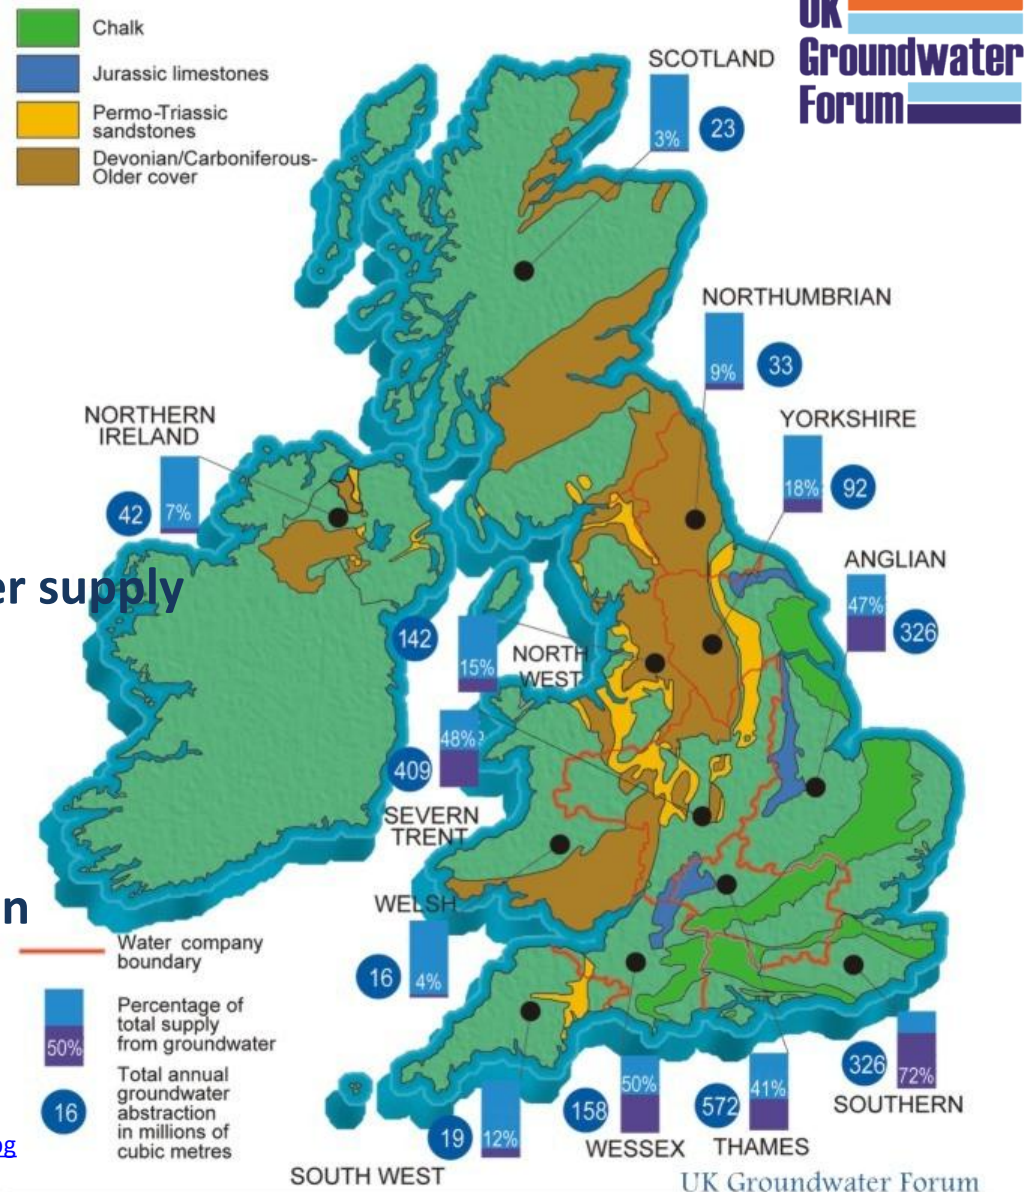 Chalk
Jurassic limestones
Permo-Triassic
sandstones
Devonian/Carboniferous-
Older cover
UK
Groundwater
Forum
SCOTLAND
3%
23
NORTHUMBRIAN
9%
33
YORKSHIRE
18%
92
NORTHERN
IRELAND
42
7%
ANGLIAN
47%
326
er supply
142
15%
NORTH
WEST
48%
409
SEVERN
TRENT
WELSH
16
4%
n
Water company
boundary
Percentage of
total supply
from groundwater
50%
Total annual
groundwater
abstraction
in millions of
cubic metres
16
og
19
12%
SOUTH WEST
158
50%
WESSEX
572
41%
THAMES
326
72%
SOUTHERN
UK Groundwater Forum